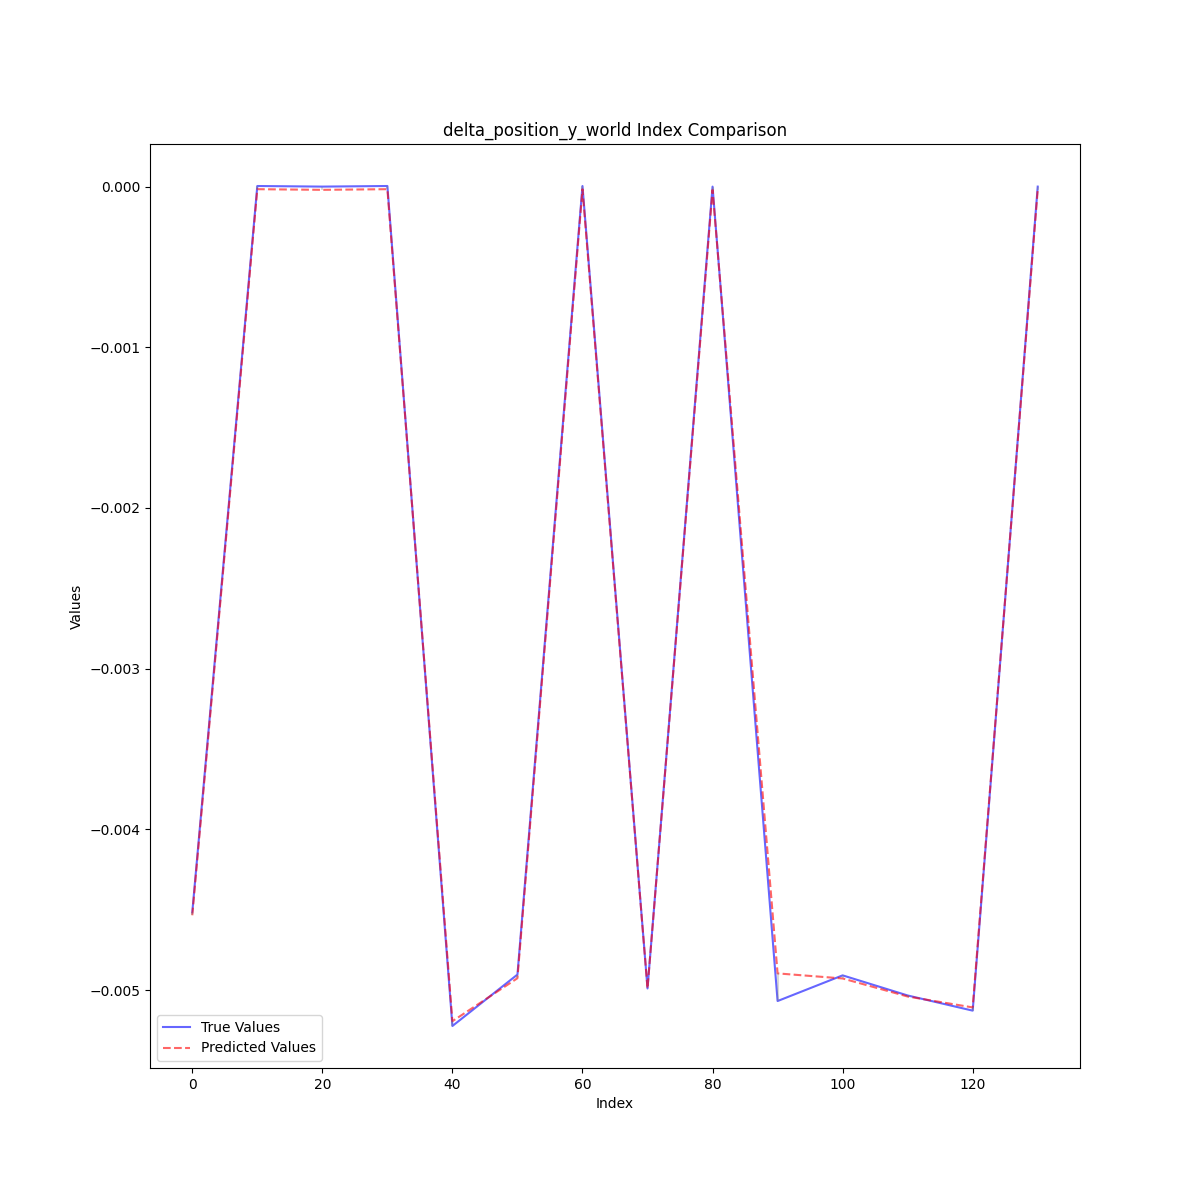 delta_position_y_world Index Comparison
0.000
−0.001
−0.002
−0.003
−0.004
−0.005
Values
True Values
Predicted Values
0 20 40 60 80 100 120
Index